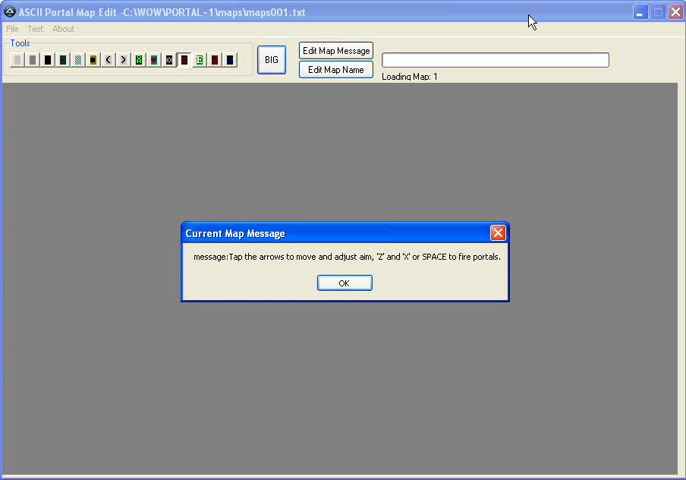 ASCII Portal Map Edit -C:\WOW\PORTAL~1\maps\maps001.txt
File Test About
Tools
BIG
Edit Map Message
Edit Map Name
Loading Map: 1
Current Map Message
message:Tap the arrows to move and adjust aim, 'Z' and 'X' or SPACE to fire portals.
OK